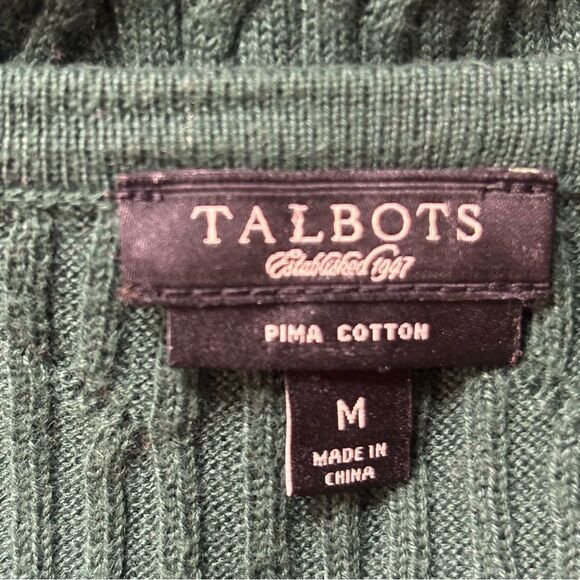 TALBOTS
Established 1947
PIMA COTTON
M
MADE IN
CHINA